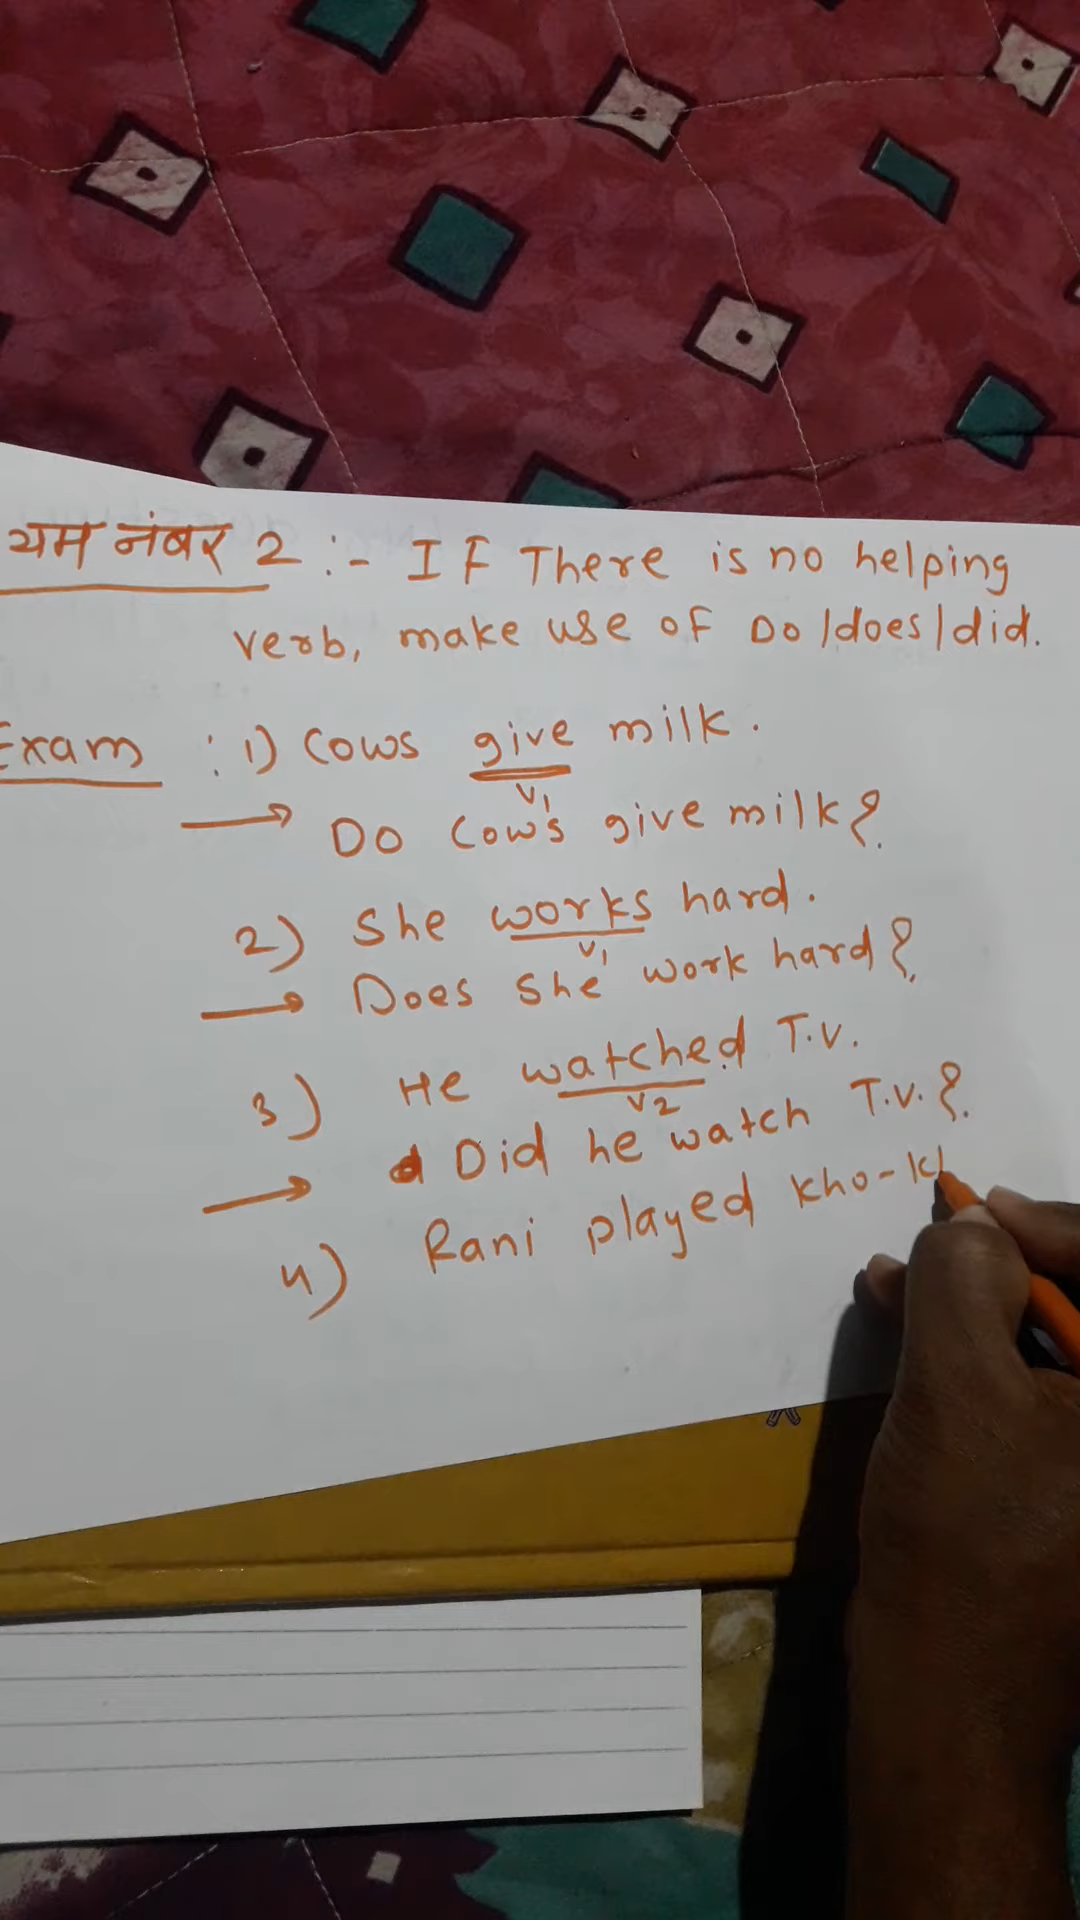 यम नंबर 2 :- IF There is no helping
verb, make use of Do/does/did.
Exam : 1) Cows give milk.
V1
→ Do Cows give milk?
2) She works hard.
V1
→ Does she work hard?
3) He watched T.V.
V2
→ Did he watch T.V.?
4) Rani played kho-kh